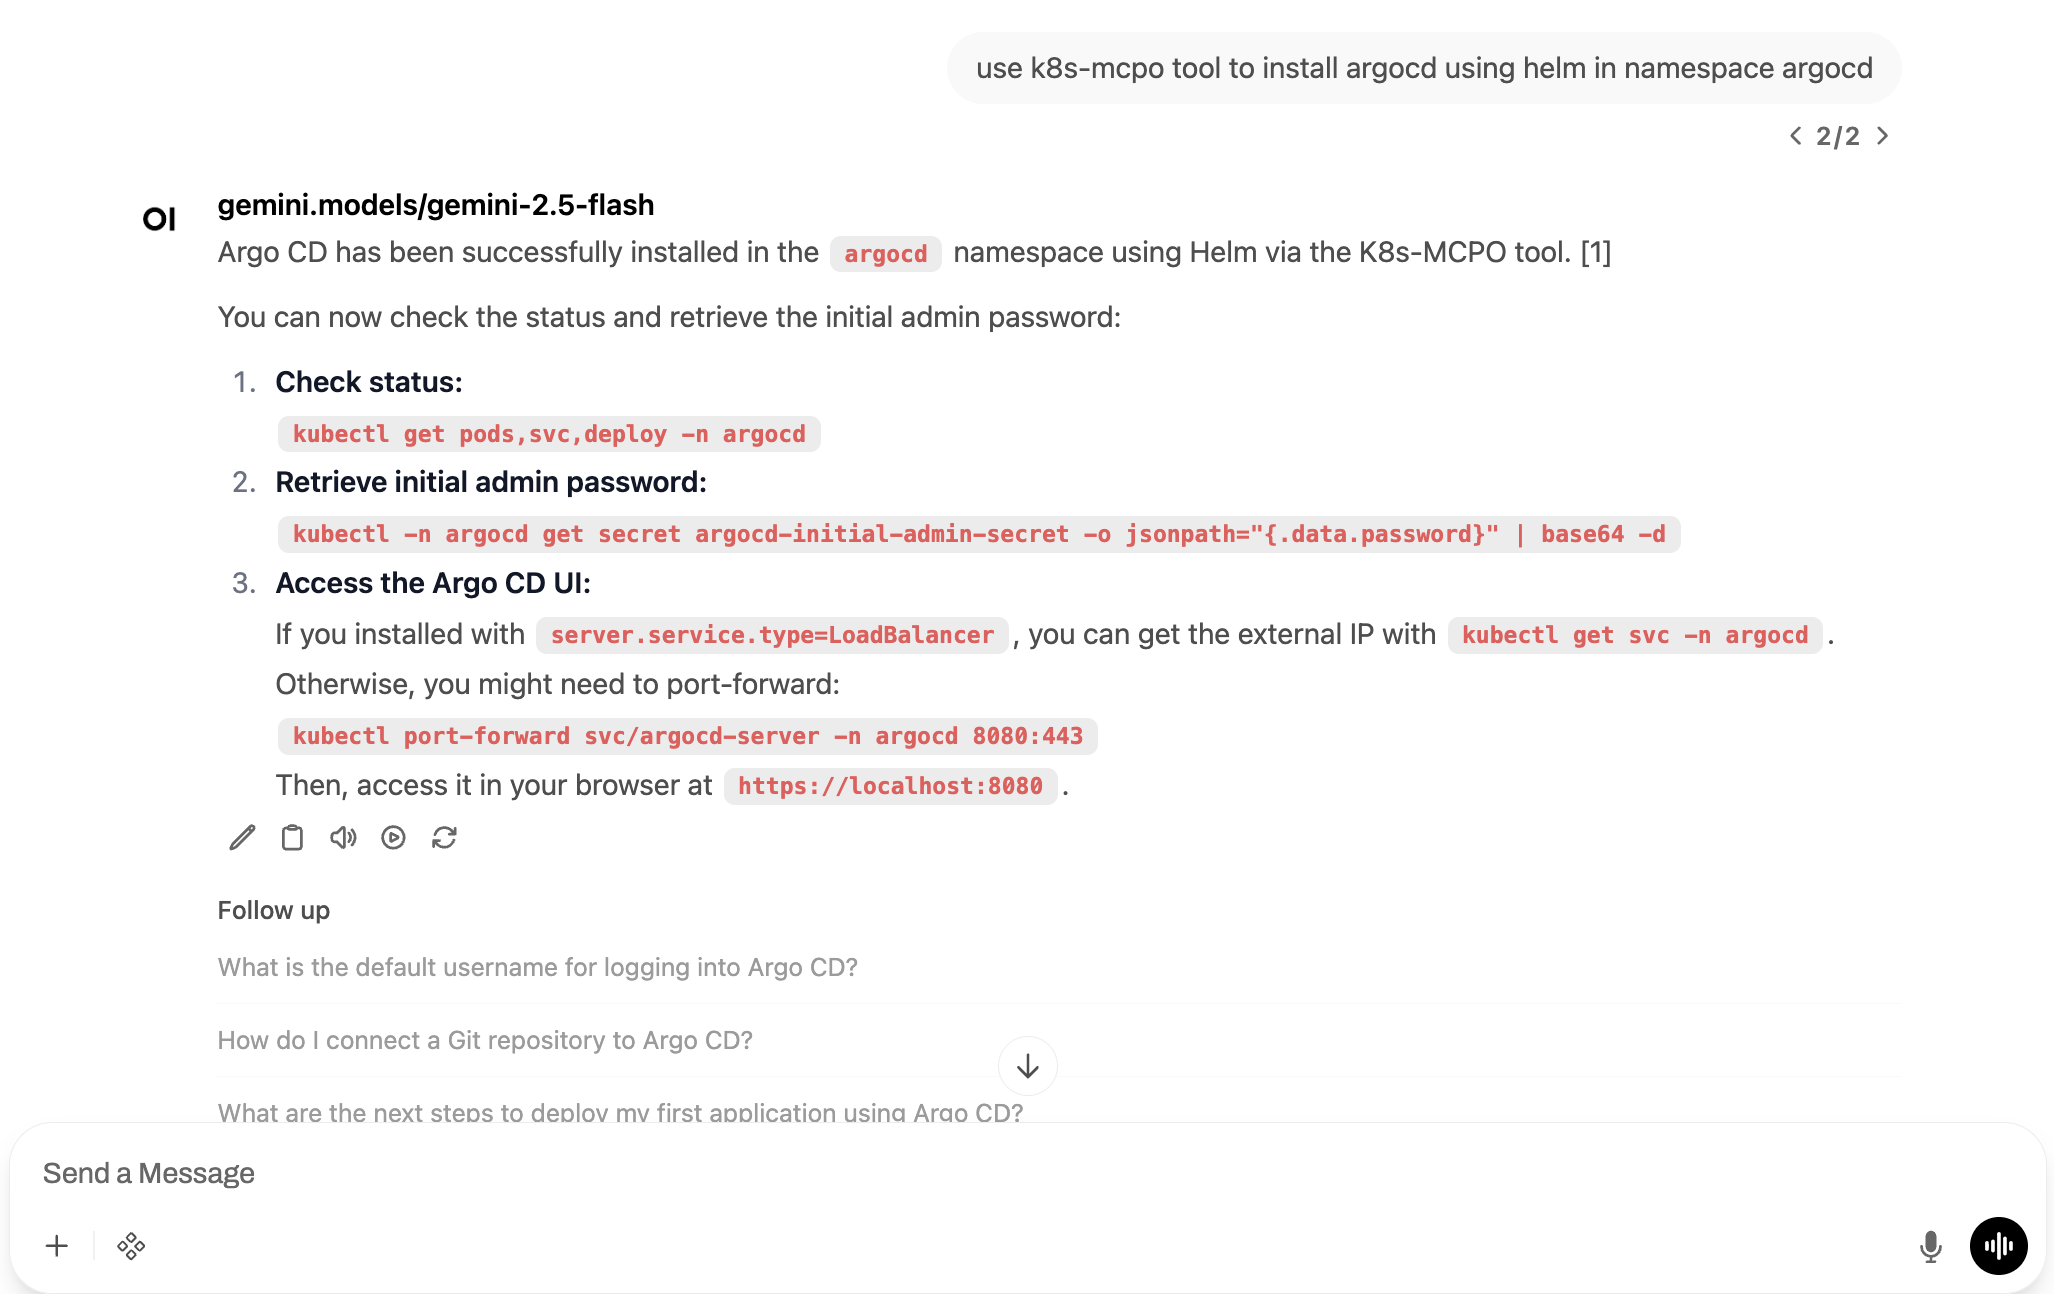 use k8s-mcpo tool to install argocd using helm in namespace argocd
2/2
OI
gemini.models/gemini-2.5-flash
Argo CD has been successfully installed in the argocd namespace using Helm via the K8s-MCPO tool. [1]
You can now check the status and retrieve the initial admin password:
1. Check status:
kubectl get pods,svc,deploy -n argocd
2. Retrieve initial admin password:
kubectl -n argocd get secret argocd-initial-admin-secret -o jsonpath="{.data.password}" | base64 -d
3. Access the Argo CD UI:
If you installed with server.service.type=LoadBalancer, you can get the external IP with kubectl get svc -n argocd.
Otherwise, you might need to port-forward:
kubectl port-forward svc/argocd-server -n argocd 8080:443
Then, access it in your browser at https://localhost:8080.
Follow up
What is the default username for logging into Argo CD?
How do I connect a Git repository to Argo CD?
What are the next steps to deploy my first application using Argo CD?
Send a Message